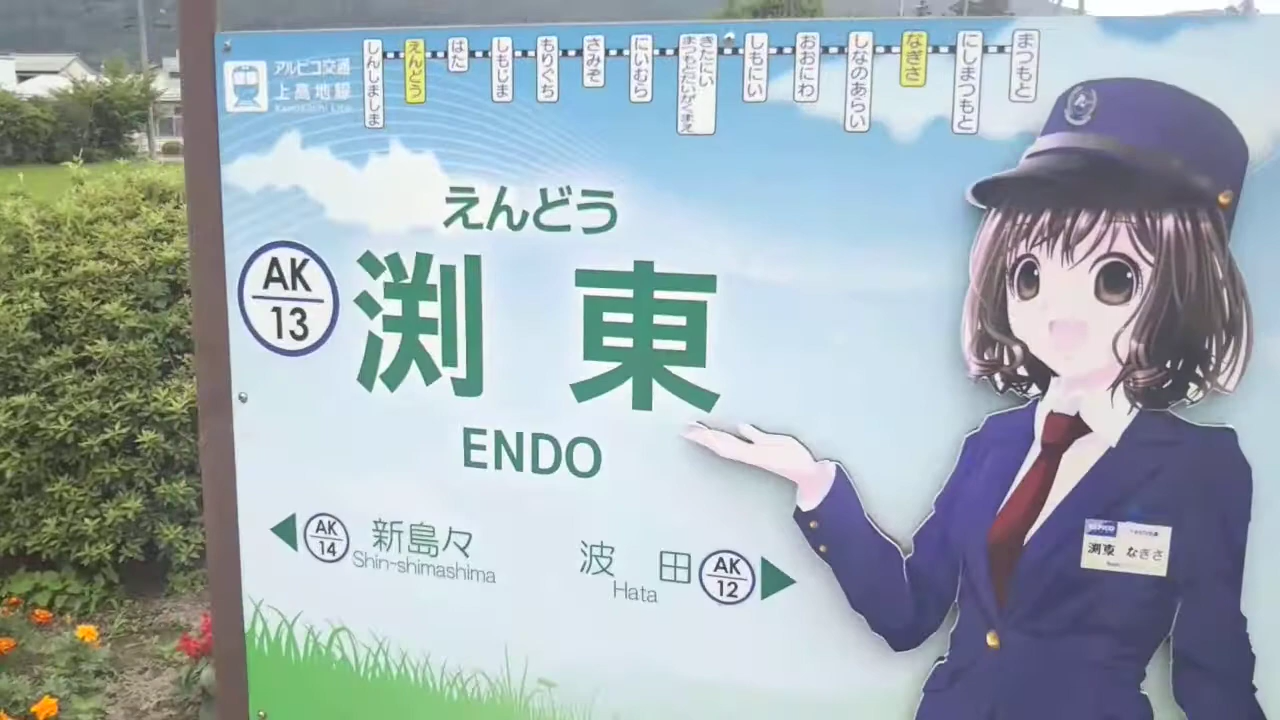 アルピコ交通
上高地線
Kamikochi Line
しんしましま
えんどう
はた
しもじま
もりぐち
さみぞ
にいむら
きたにい
まつもとだいがくまえ
しもにい
おおにわ
しなのあらい
なぎさ
にしまつもと
まつもと
えんどう
AK
13
渕東
ENDO
AK
14
新島々
Shin-shimashima
波田
Hata
AK
12
渕東 なぎさ